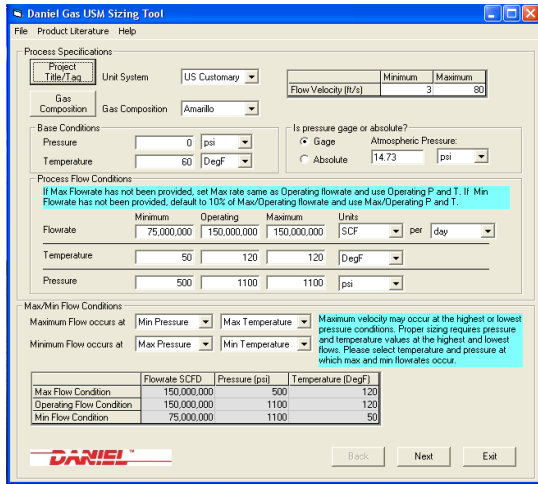 Daniel Gas USM Sizing Tool
File Product Literature Help
Process Specifications
Project Title/Tag
Unit System US Customary
Minimum Maximum
Flow Velocity (ft/s) 3 80
Gas Composition
Gas Composition Amarillo
Base Conditions
Pressure 0 psi
Temperature 60 DegF
Is pressure gage or absolute?
Gage
Absolute
Atmospheric Pressure:
14.73 psi
Process Flow Conditions
If Max Flowrate has not been provided, set Max rate same as Operating flowrate and use Operating P and T. If Min
Flowrate has not been provided, default to 10% of Max/Operating flowrate and use Max/Operating P and T.
Minimum Operating Maximum Units
Flowrate 75,000,000 150,000,000 150,000,000 SCF per day
Temperature 50 120 120 DegF
Pressure 500 1100 1100 psi
Max/Min Flow Conditions
Maximum Flow occurs at Min Pressure Max Temperature
Minimum Flow occurs at Max Pressure Min Temperature
Maximum velocity may occur at the highest or lowest
pressure conditions. Proper sizing requires pressure
and temperature values at the highest and lowest
flows. Please select temperature and pressure at
which max and min flowrates occur.
Flowrate SCFD Pressure (psi) Temperature (DegF)
Max Flow Condition 150,000,000 500 120
Operating Flow Condition 150,000,000 1100 120
Min Flow Condition 75,000,000 1100 50
DANIEL
Back Next Exit